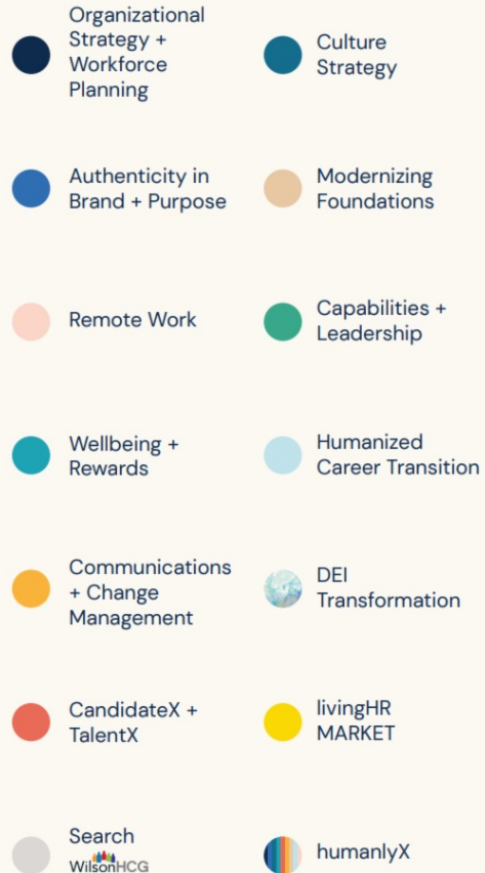 Organizational
Strategy +
Workforce
Planning
Culture
Strategy
Authenticity in
Brand + Purpose
Modernizing
Foundations
Remote Work
Capabilities +
Leadership
Wellbeing +
Rewards
Humanized
Career Transition
Communications
+ Change
Management
DEI
Transformation
CandidateX +
TalentX
livingHR
MARKET
Search
WilsonHCG
humanlyX